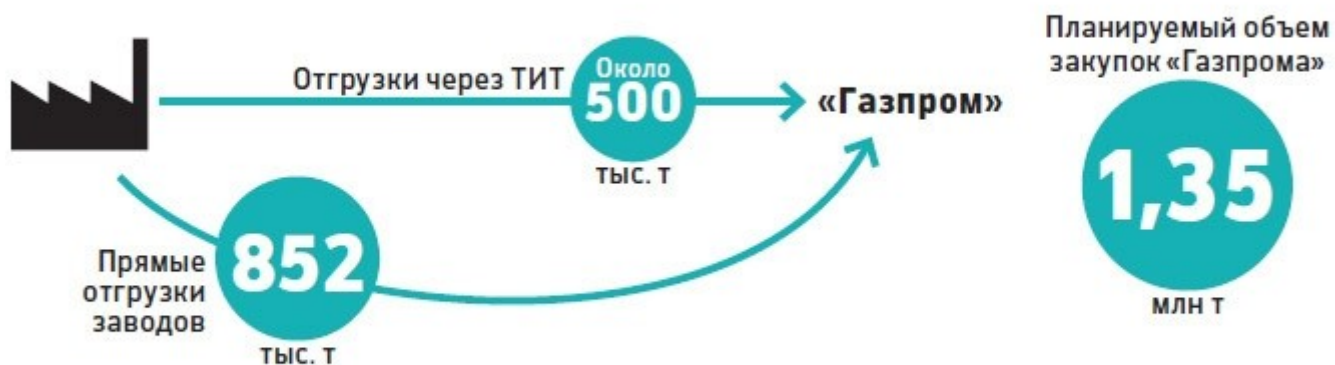 Отгрузки через ТИТ
Около
500
тыс. т
«Газпром»
Прямые
отгрузки
заводов
852
тыс. т
Планируемый объем
закупок «Газпрома»
1,35
млн т